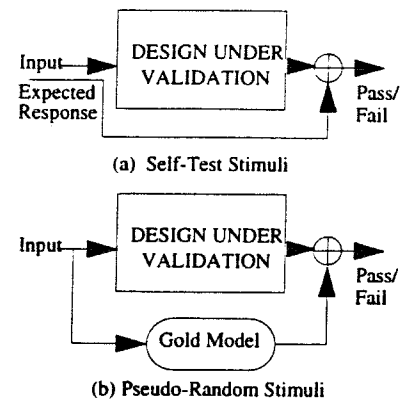 DESIGN UNDER
VALIDATION
Input
Expected
Response
Pass/
Fail
(a) Self-Test Stimuli
DESIGN UNDER
VALIDATION
Input
Pass/
Fail
Gold Model
(b) Pseudo-Random Stimuli